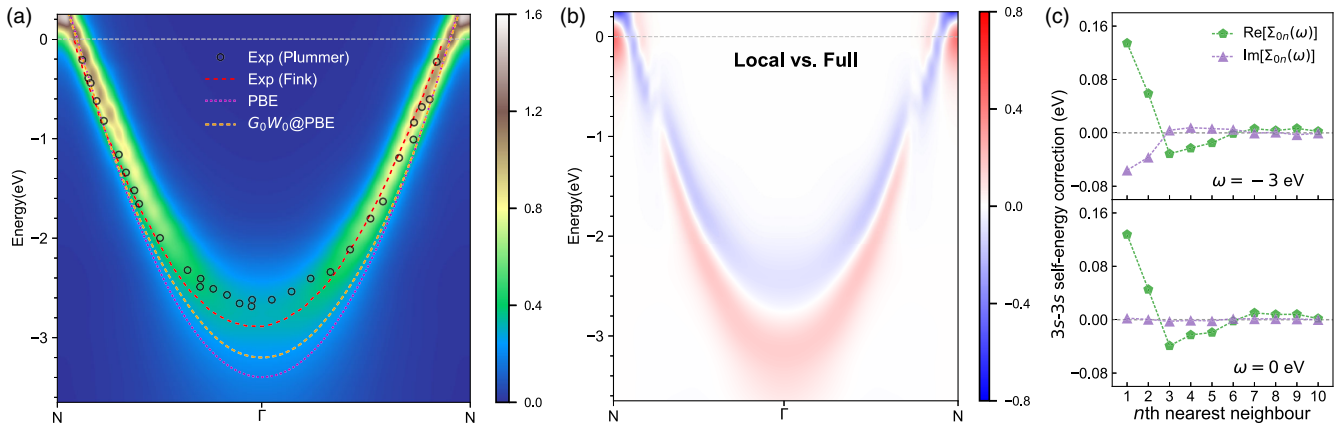 (a)
Energy(eV)
0
−1
−2
−3
N
Γ
N
Exp (Plummer)
Exp (Fink)
PBE
G₀W₀@PBE
1.6
1.2
0.8
0.4
0.0
(b)
Local vs. Full
Energy(eV)
0
−1
−2
−3
N
Γ
N
0.8
0.4
0.0
−0.4
−0.8
(c)
3s-3s self-energy correction (eV)
0.16
0.08
0.00
−0.08
Re[Σ₀ₙ(ω)]
Im[Σ₀ₙ(ω)]
ω = −3 eV
0.16
0.08
0.00
−0.08
ω = 0 eV
1 2 3 4 5 6 7 8 9 10
nth nearest neighbour